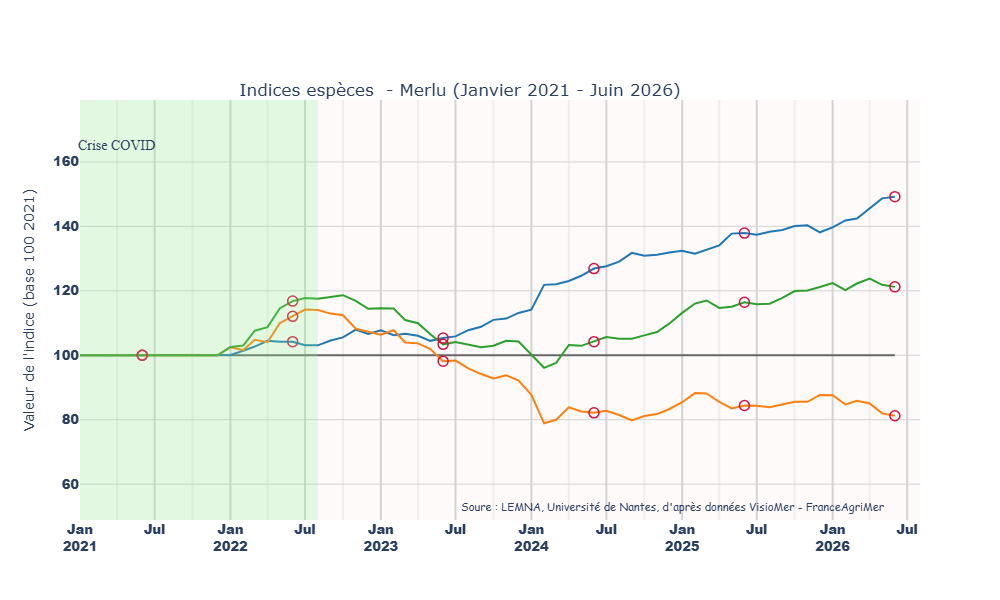 Indices espèces - Merlu (Janvier 2021 - Juin 2026)
Crise COVID
Valeur de l'indice (base 100 2021)
160
140
120
100
80
60
Soure : LEMNA, Université de Nantes, d'après données VisioMer - FranceAgriMer
Jan Jul Jan Jul Jan Jul Jan Jul Jan Jul Jan Jul
2021 2022 2023 2024 2025 2026